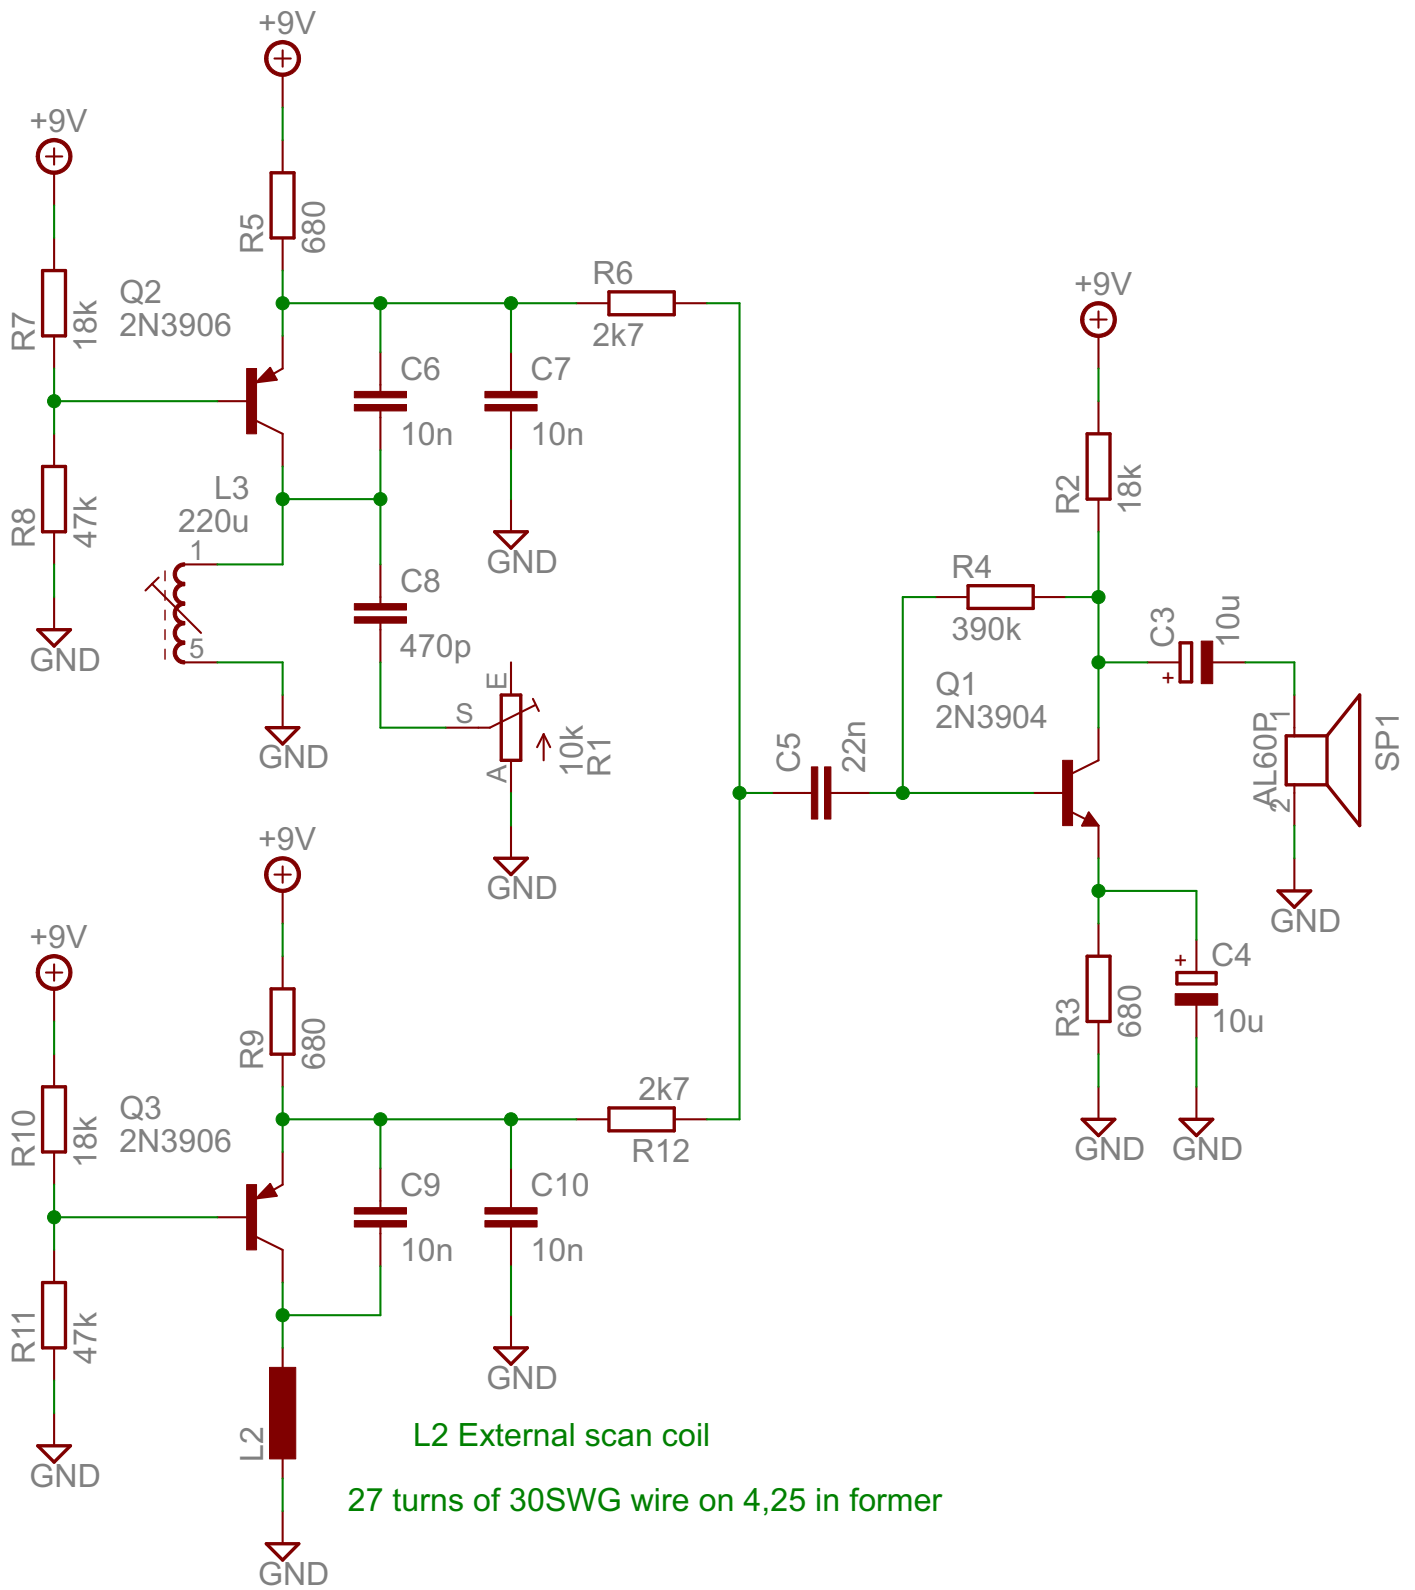 +9V
+9V
R5
680
R7
18k
Q2
2N3906
R6
2k7
+9V
C6
10n
C7
10n
R8
47k
L3
220u
1
5
GND
R2
18k
GND
C8
470p
R4
390k
C3
+
10u
GND
S
E
A
10k
R1
Q1
2N3904
AL60P
1
2
SP1
C5
22n
+9V
GND
GND
+9V
R9
680
R3
680
+
C4
10u
R10
18k
Q3
2N3906
2k7
R12
GND
GND
C9
10n
C10
10n
R11
47k
GND
L2
L2 External scan coil
GND
27 turns of 30SWG wire on 4,25 in former
GND